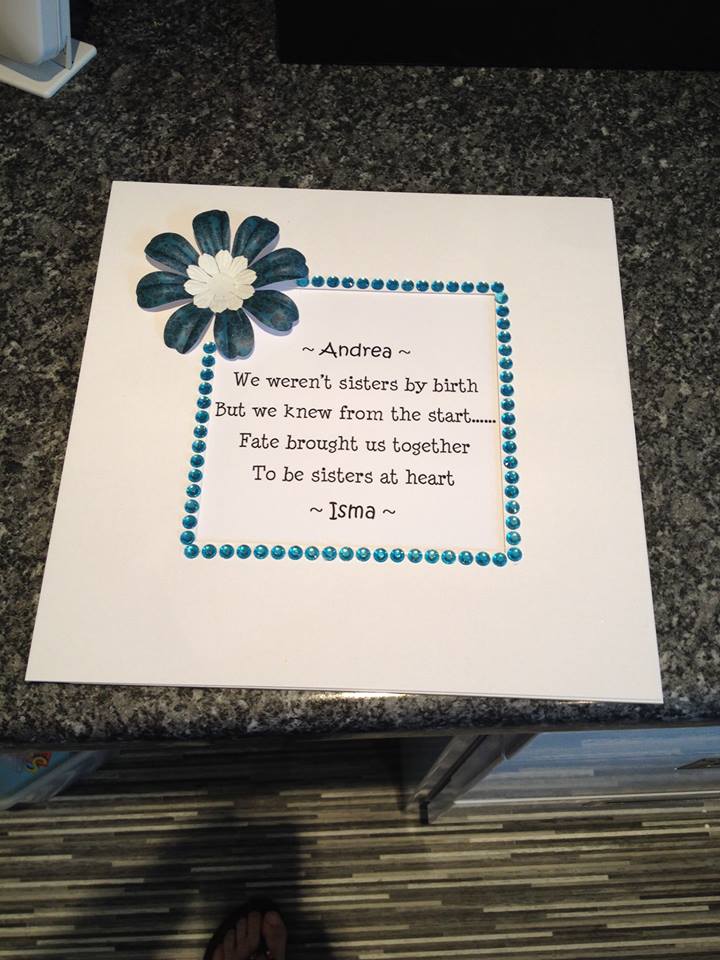 ~ Andrea ~
We weren't sisters by birth
But we knew from the start......
Fate brought us together
To be sisters at heart
~ Isma ~